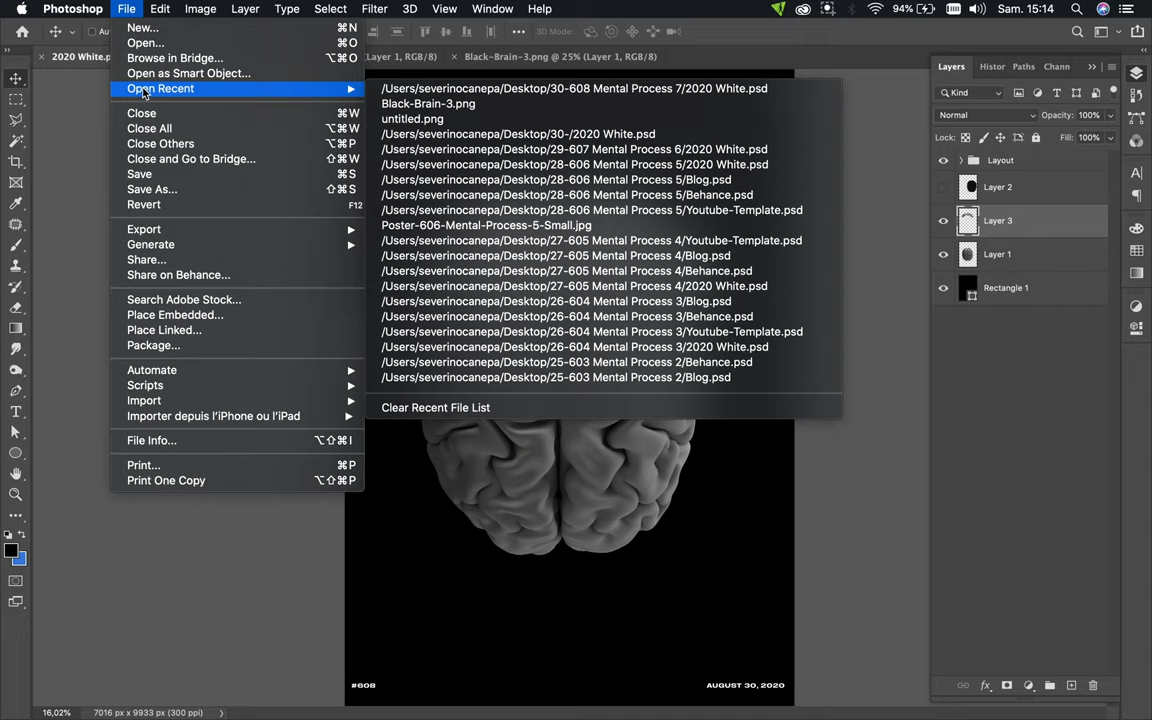 Photoshop File Edit Image Layer Type Select Filter 3D View Window Help 94% Sam. 15:14
3D Mode:
2020 White.p (Layer 1, RGB/8) Black-Brain-3.png @ 25% (Layer 1, RGB/8)
New... ⌘N
Open... ⌘O
Browse in Bridge... ⌥⌘O
Open as Smart Object...
Open Recent
Close ⌘W
Close All ⌥⌘W
Close Others ⌥⌘P
Close and Go to Bridge... ⇧⌘W
Save ⌘S
Save As... ⇧⌘S
Revert F12
Export
Generate
Share...
Share on Behance...
Search Adobe Stock...
Place Embedded...
Place Linked...
Package...
Automate
Scripts
Import
Importer depuis l'iPhone ou l'iPad
File Info... ⌥⇧⌘I
Print... ⌘P
Print One Copy ⌥⇧⌘P
/Users/severinocanepa/Desktop/30-608 Mental Process 7/2020 White.psd
Black-Brain-3.png
untitled.png
/Users/severinocanepa/Desktop/30-/2020 White.psd
/Users/severinocanepa/Desktop/29-607 Mental Process 6/2020 White.psd
/Users/severinocanepa/Desktop/28-606 Mental Process 5/2020 White.psd
/Users/severinocanepa/Desktop/28-606 Mental Process 5/Blog.psd
/Users/severinocanepa/Desktop/28-606 Mental Process 5/Behance.psd
/Users/severinocanepa/Desktop/28-606 Mental Process 5/Youtube-Template.psd
Poster-606-Mental-Process-5-Small.jpg
/Users/severinocanepa/Desktop/27-605 Mental Process 4/Youtube-Template.psd
/Users/severinocanepa/Desktop/27-605 Mental Process 4/Blog.psd
/Users/severinocanepa/Desktop/27-605 Mental Process 4/Behance.psd
/Users/severinocanepa/Desktop/27-605 Mental Process 4/2020 White.psd
/Users/severinocanepa/Desktop/26-604 Mental Process 3/Blog.psd
/Users/severinocanepa/Desktop/26-604 Mental Process 3/Behance.psd
/Users/severinocanepa/Desktop/26-604 Mental Process 3/Youtube-Template.psd
/Users/severinocanepa/Desktop/26-604 Mental Process 3/2020 White.psd
/Users/severinocanepa/Desktop/25-603 Mental Process 2/Behance.psd
/Users/severinocanepa/Desktop/25-603 Mental Process 2/Blog.psd
Clear Recent File List
Layers Histor Paths Chann
Kind
Normal Opacity: 100%
Lock: Fill: 100%
Layout
Layer 2
Layer 3
Layer 1
Rectangle 1
#608 AUGUST 30, 2020
16,02% 7016 px x 9933 px (300 ppi)